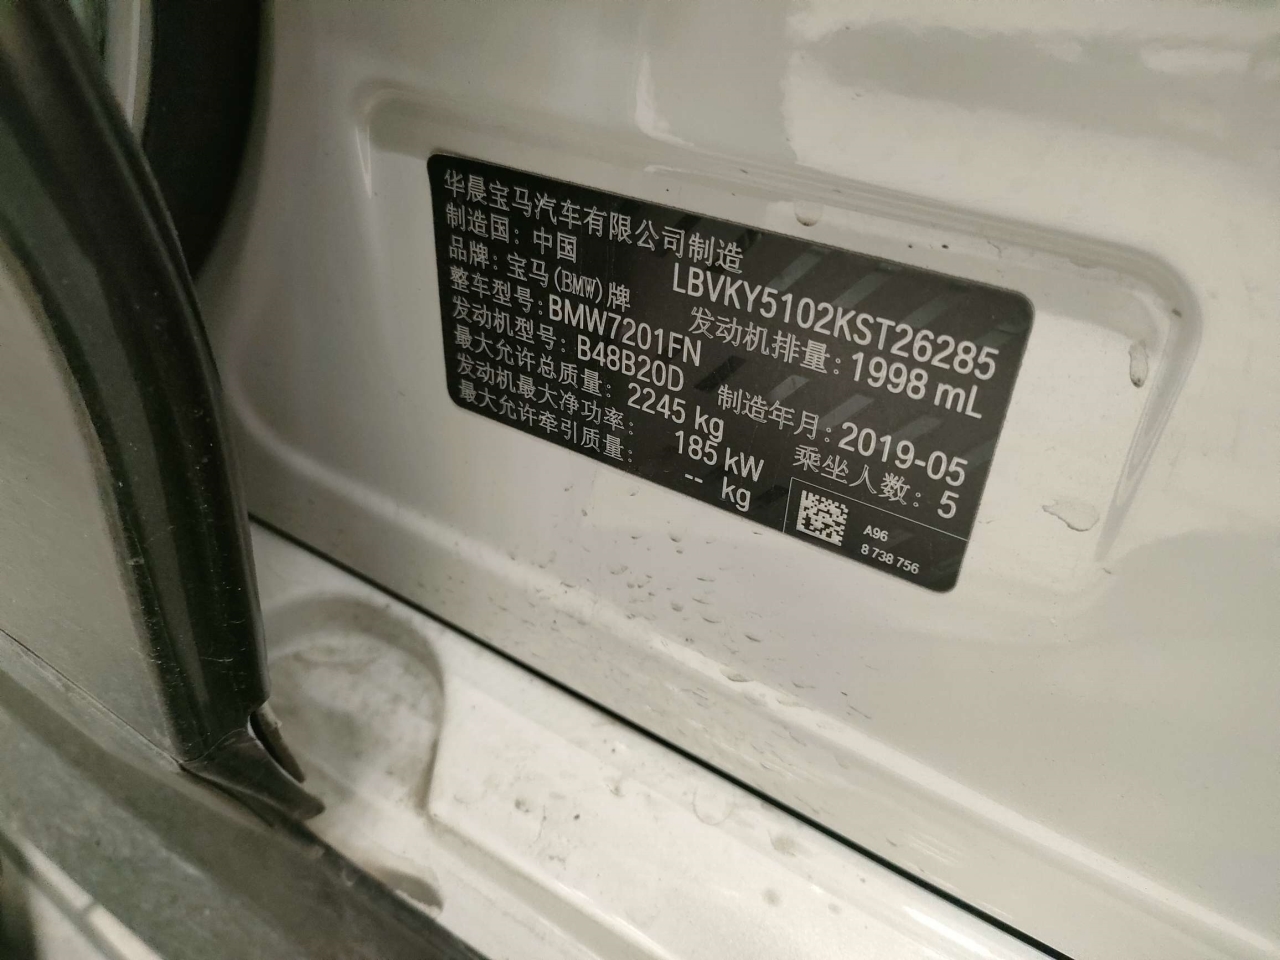 华晨宝马汽车有限公司制造
制造国：中国 LBVKY5102KST26285
品牌：宝马(BMW)牌 发动机排量：1998 mL
整车型号：BMW7201FN
发动机型号：B48B20D 制造年月：2019-05
最大允许总质量：2245 kg 乘坐人数：5
发动机最大净功率：185 kW
最大允许牵引质量：-- kg
A96
8 738 756